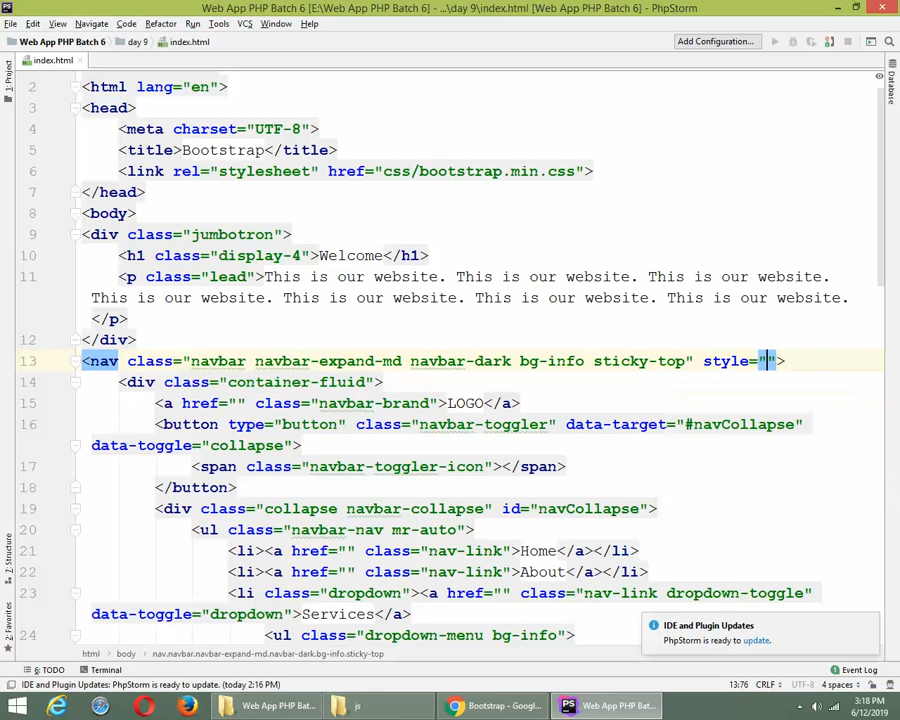 Web App PHP Batch 6 [E:\Web App PHP Batch 6] - ...\day 9\index.html [Web App PHP Batch 6] - PhpStorm
File Edit View Navigate Code Refactor Run Tools VCS Window Help
Web App PHP Batch 6 day 9 index.html Add Configuration...
index.html
1: Project
Database
2 <html lang="en">
3 <head>
4 <meta charset="UTF-8">
5 <title>Bootstrap</title>
6 <link rel="stylesheet" href="css/bootstrap.min.css">
7 </head>
8 <body>
9 <div class="jumbotron">
10 <h1 class="display-4">Welcome</h1>
11 <p class="lead">This is our website. This is our website. This is our website.
This is our website. This is our website. This is our website. This is our website.
</p>
12 </div>
13 <nav class="navbar navbar-expand-md navbar-dark bg-info sticky-top" style="">
14 <div class="container-fluid">
15 <a href="" class="navbar-brand">LOGO</a>
16 <button type="button" class="navbar-toggler" data-target="#navCollapse"
data-toggle="collapse">
17 <span class="navbar-toggler-icon"></span>
18 </button>
19 <div class="collapse navbar-collapse" id="navCollapse">
20 <ul class="navbar-nav mr-auto">
21 <li><a href="" class="nav-link">Home</a></li>
22 <li><a href="" class="nav-link">About</a></li>
23 <li class="dropdown"><a href="" class="nav-link dropdown-toggle"
data-toggle="dropdown">Services</a>
24 <ul class="dropdown-menu bg-info">
7: Structure
2: Favorites
IDE and Plugin Updates
PhpStorm is ready to update.
html body nav.navbar.navbar-expand-md.navbar-dark.bg-info.sticky-top
6: TODO Terminal Event Log
IDE and Plugin Updates: PhpStorm is ready to update. (today 2:16 PM) 13:76 CRLF UTF-8 4 spaces
Web App PHP Bat... js Bootstrap - Googl... Web App PHP Bat...
3:18 PM
6/12/2019